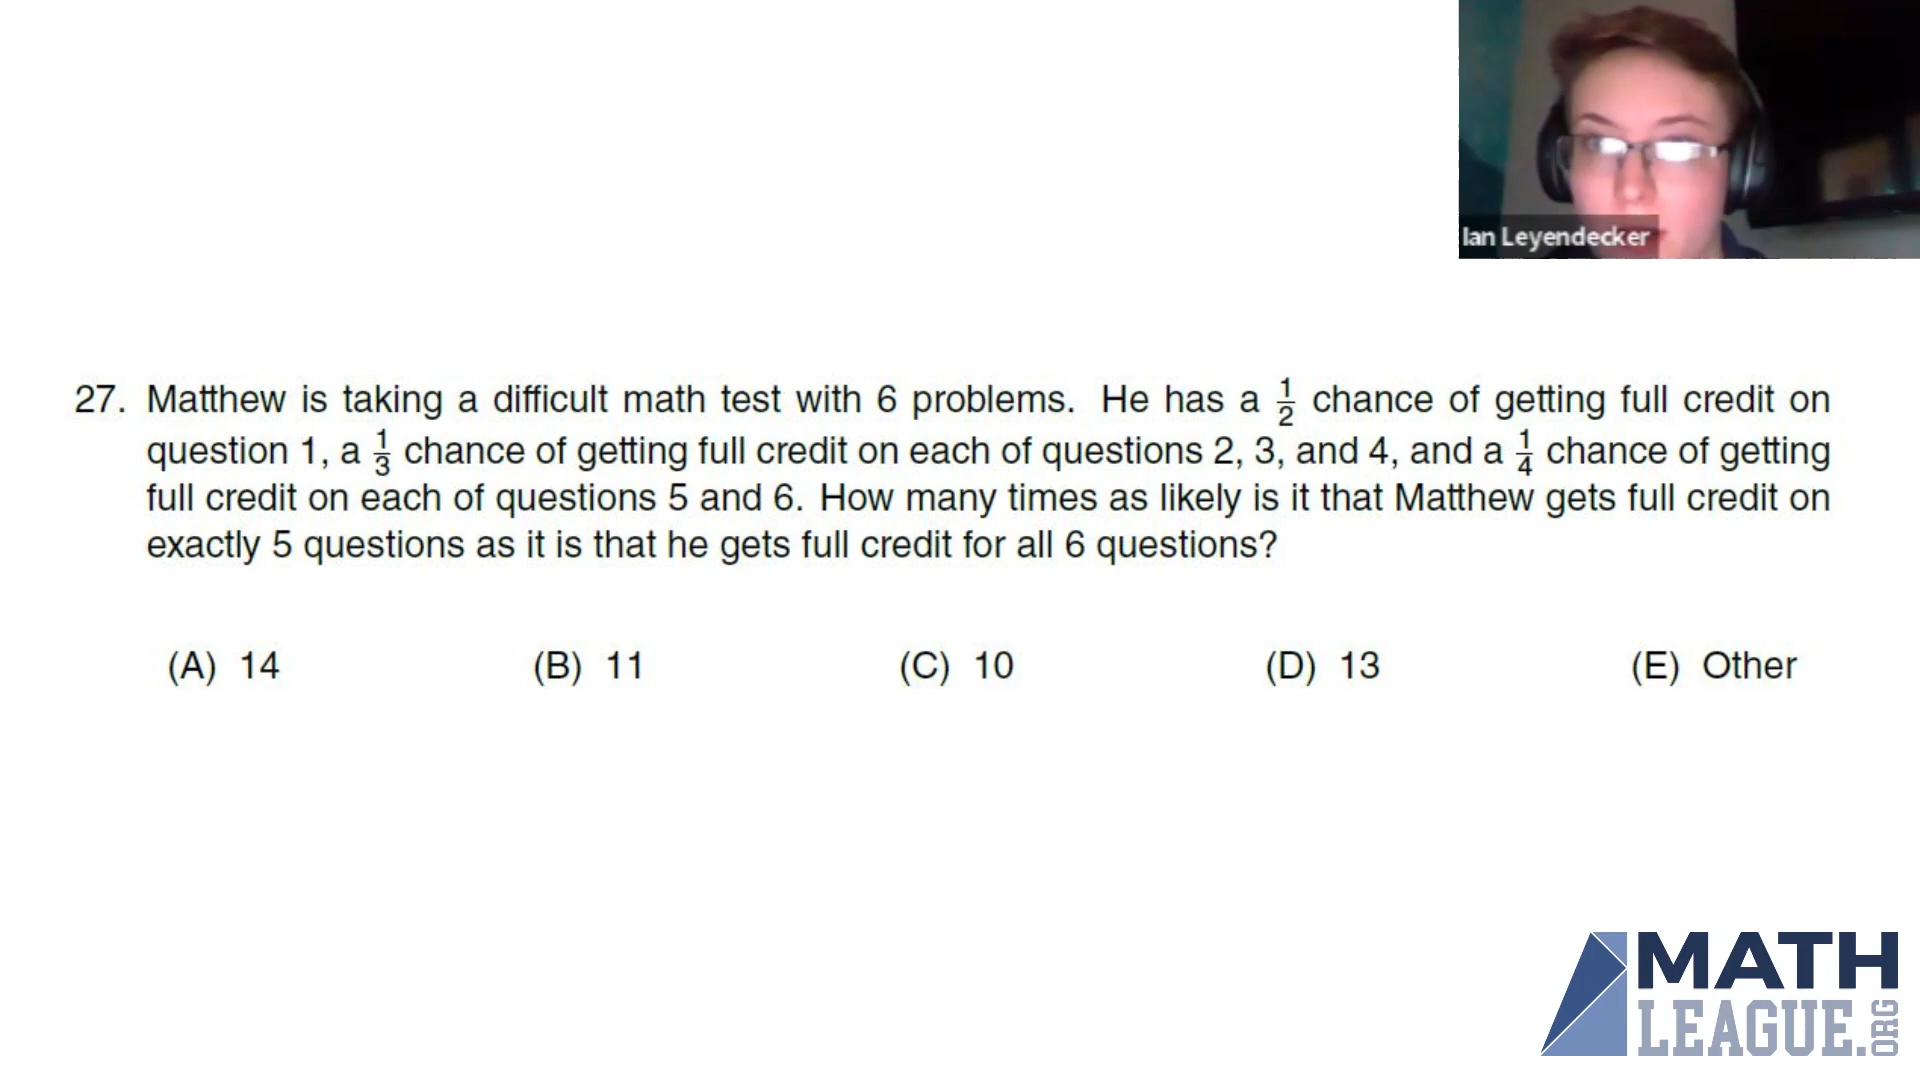 Ian Leyendecker
27. Matthew is taking a difficult math test with 6 problems. He has a 1/2 chance of getting full credit on
question 1, a 1/3 chance of getting full credit on each of questions 2, 3, and 4, and a 1/4 chance of getting
full credit on each of questions 5 and 6. How many times as likely is it that Matthew gets full credit on
exactly 5 questions as it is that he gets full credit for all 6 questions?
(A) 14 (B) 11 (C) 10 (D) 13 (E) Other
MATH
LEAGUE.ORG